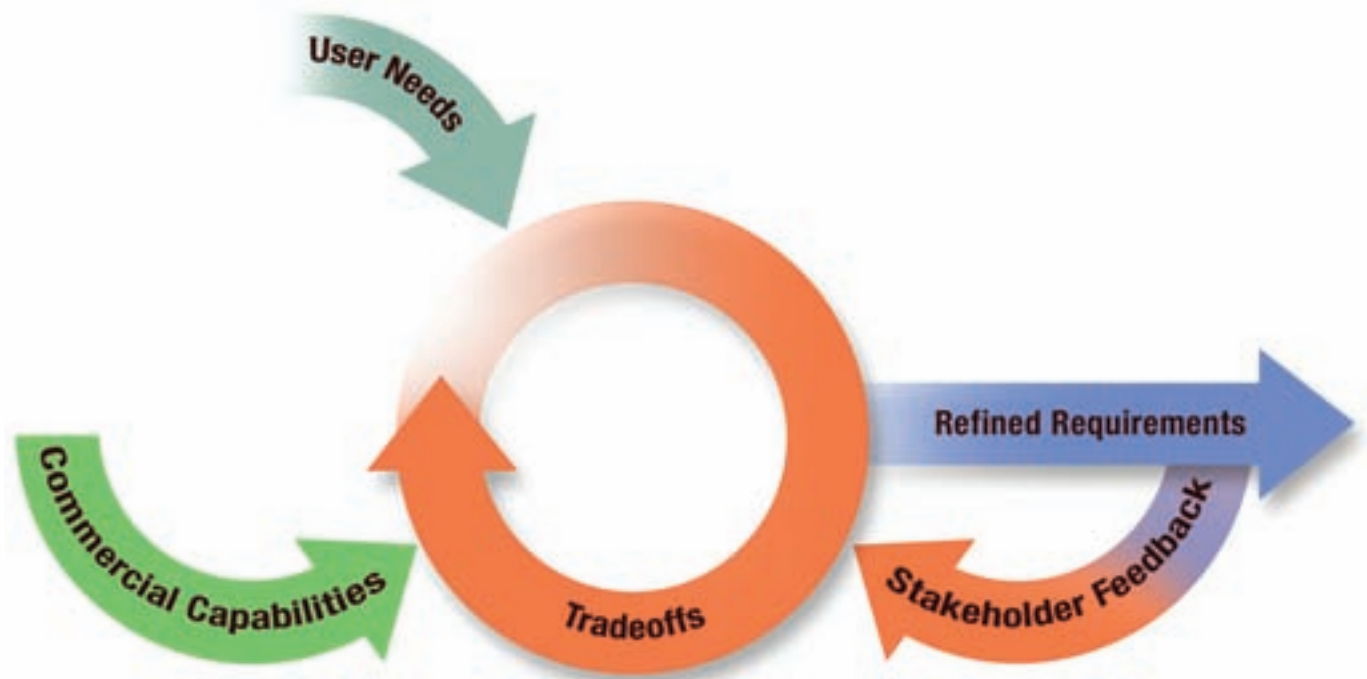 User Needs
Refined Requirements
Commercial Capabilities
Tradeoffs
Stakeholder Feedback